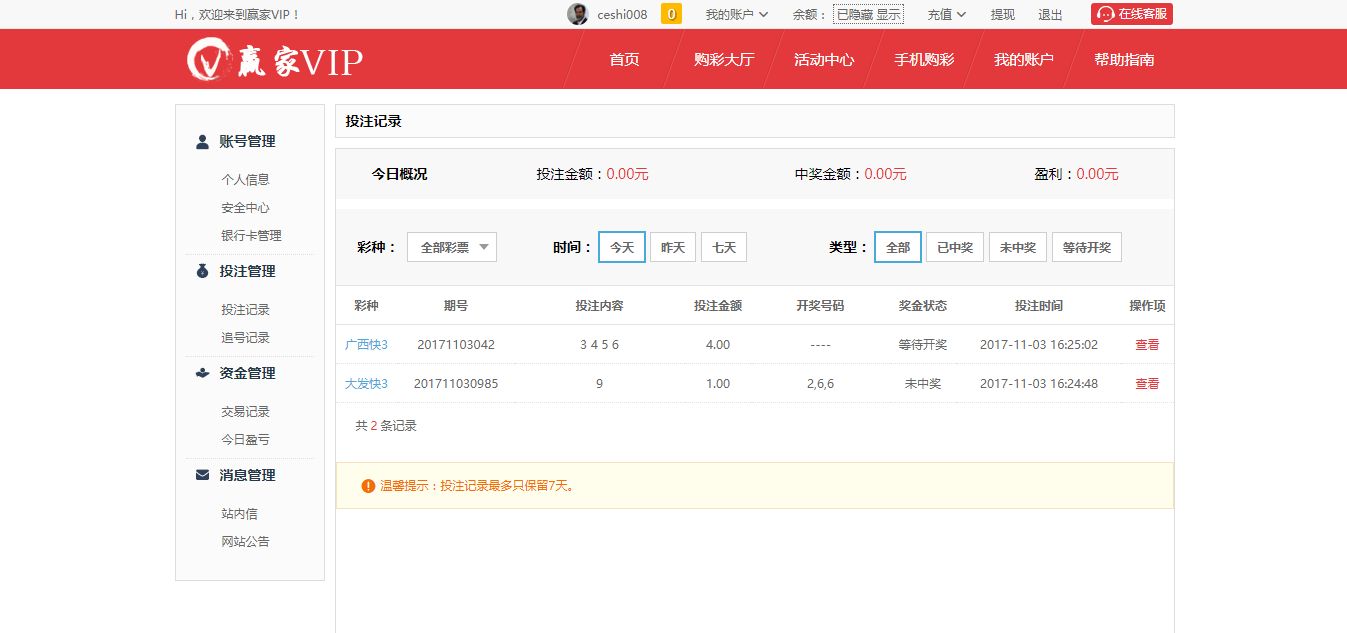 Hi，欢迎来到赢家VIP！ ceshi008 0 我的账户 余额： 已隐藏 显示 充值 提现 退出 在线客服
赢家VIP 首页 购彩大厅 活动中心 手机购彩 我的账户 帮助指南
账号管理
个人信息
安全中心
银行卡管理
投注管理
投注记录
追号记录
资金管理
交易记录
今日盈亏
消息管理
站内信
网站公告
投注记录
今日概况 投注金额：0.00元 中奖金额：0.00元 盈利：0.00元
彩种： 全部彩票 时间： 今天 昨天 七天 类型： 全部 已中奖 未中奖 等待开奖
彩种 期号 投注内容 投注金额 开奖号码 奖金状态 投注时间 操作项
广西快3 20171103042 3 4 5 6 4.00 ---- 等待开奖 2017-11-03 16:25:02 查看
大发快3 201711030985 9 1.00 2,6,6 未中奖 2017-11-03 16:24:48 查看
共 2 条记录
温馨提示：投注记录最多只保留7天。